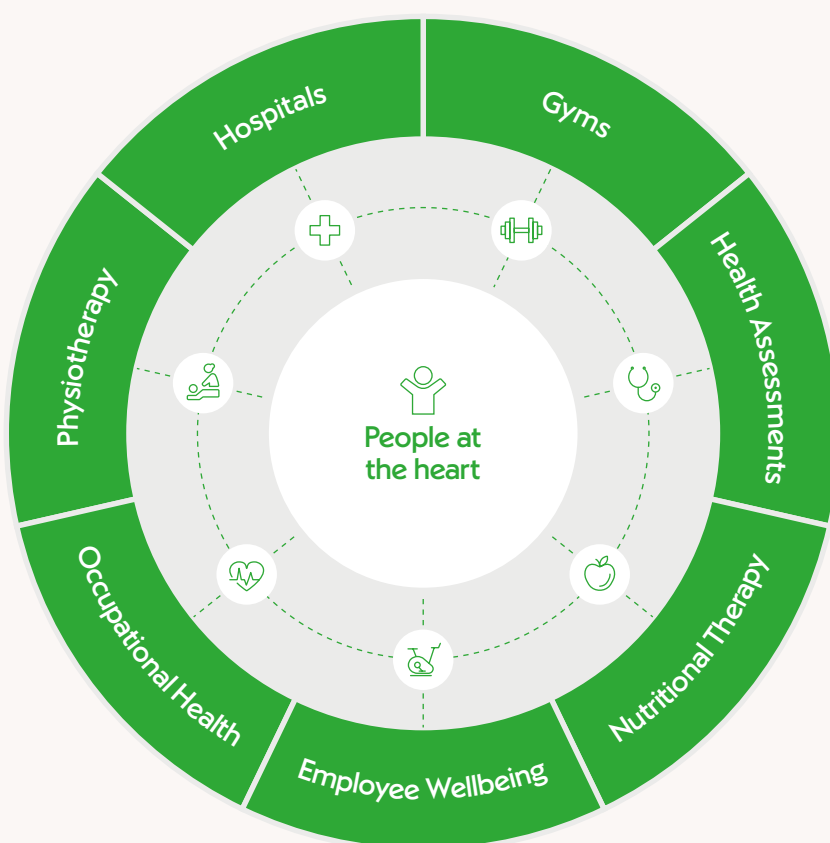 Hospitals
Gyms
Health Assessments
Nutritional Therapy
Employee Wellbeing
Occupational Health
Physiotherapy
People at
the heart